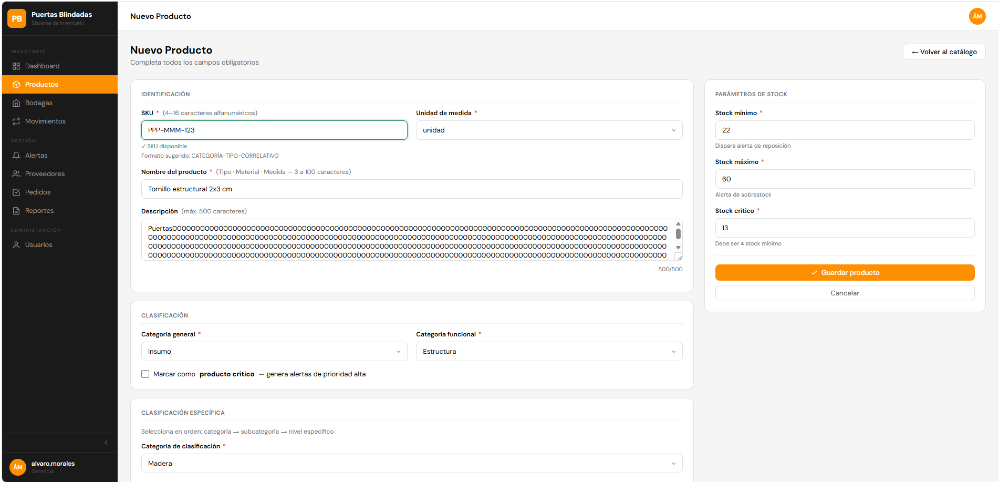 PB
Puertas Blindadas
Sistema de Inventario
INVENTARIO
Dashboard
Productos
Bodegas
Movimientos
GESTIÓN
Alertas
Proveedores
Pedidos
Reportes
ADMINISTRACIÓN
Usuarios
ÁM
alvaro.morales
Gerencia
Nuevo Producto
ÁM
Nuevo Producto
Completa todos los campos obligatorios
← Volver al catálogo
IDENTIFICACIÓN
SKU * (4–16 caracteres alfanuméricos)
PPP-MMM-123
✓ SKU disponible
Formato sugerido: CATEGORÍA-TIPO-CORRELATIVO
Unidad de medida *
unidad
Nombre del producto * (Tipo · Material · Medida — 3 a 100 caracteres)
Tornillo estructural 2x3 cm
Descripción (máx. 500 caracteres)
500/500
CLASIFICACIÓN
Categoría general *
Insumo
Categoría funcional *
Estructura
Marcar como producto crítico — genera alertas de prioridad alta
CLASIFICACIÓN ESPECÍFICA
Selecciona en orden: categoría → subcategoría → nivel específico
Categoría de clasificación *
Madera
PARÁMETROS DE STOCK
Stock mínimo *
22
Dispara alerta de reposición
Stock máximo *
60
Alerta de sobrestock
Stock crítico *
13
Debe ser ≤ stock mínimo
✓ Guardar producto
Cancelar